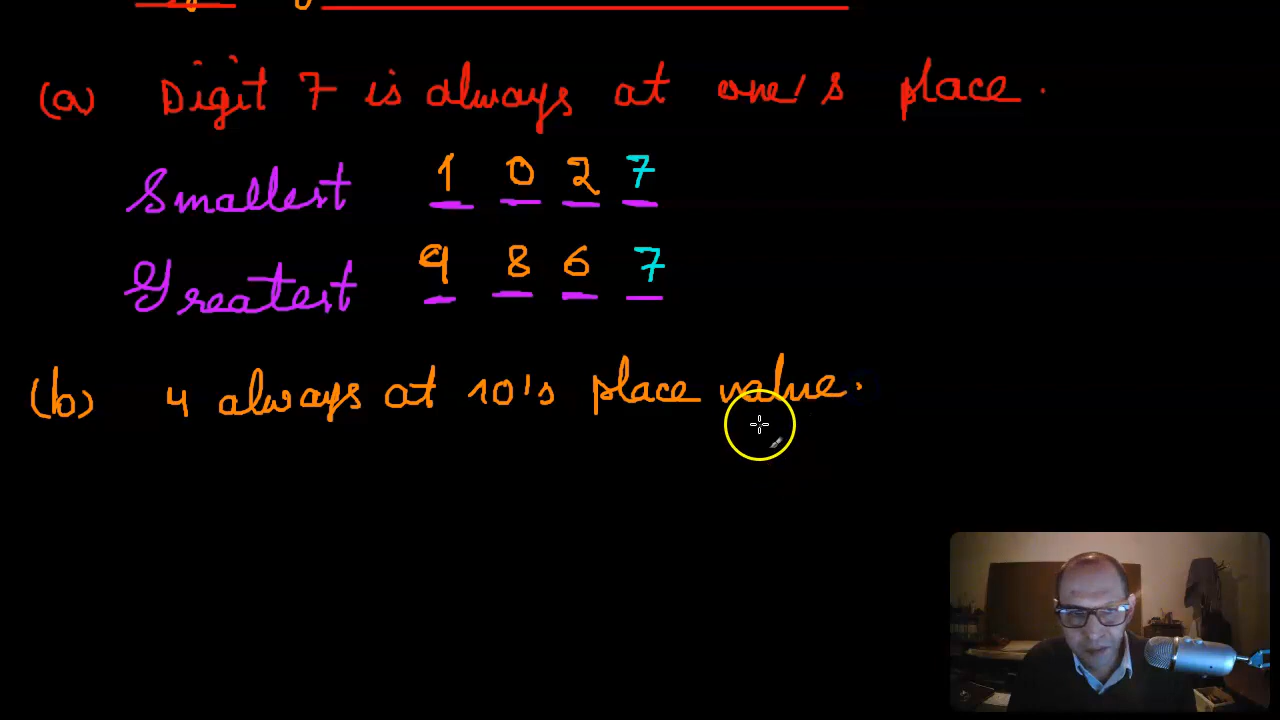 (a) Digit 7 is always at one's place.
Smallest 1 0 2 7
Greatest 9 8 6 7
(b) 4 always at 10's place value.